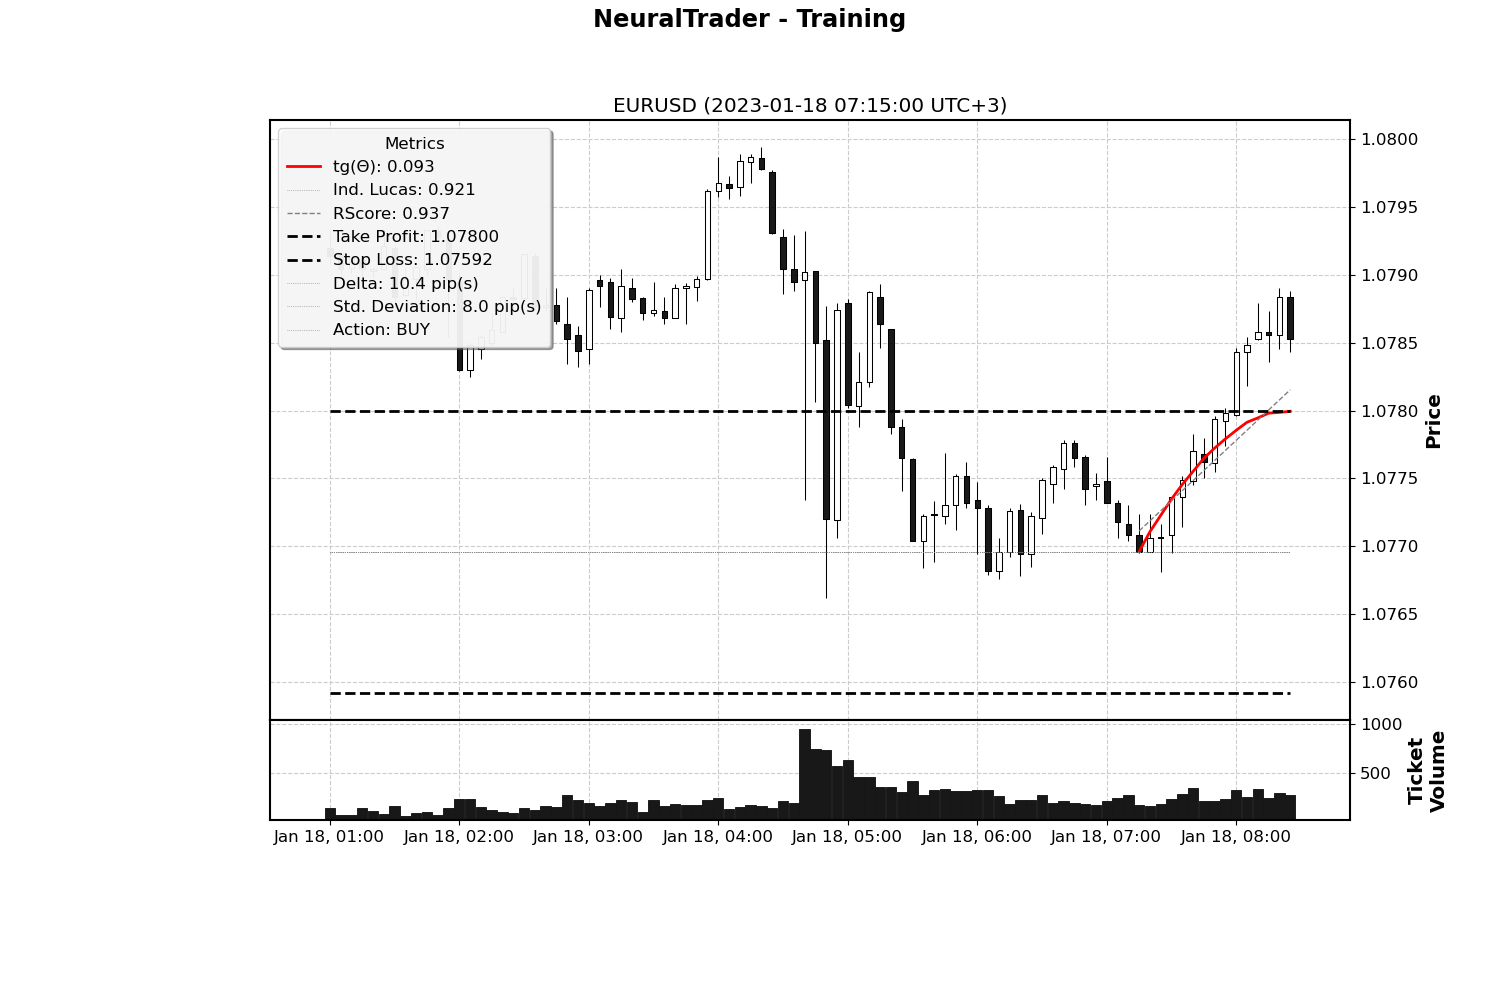 NeuralTrader - Training
EURUSD (2023-01-18 07:15:00 UTC+3)
Metrics
tg(Θ): 0.093
Ind. Lucas: 0.921
RScore: 0.937
Take Profit: 1.07800
Stop Loss: 1.07592
Delta: 10.4 pip(s)
Std. Deviation: 8.0 pip(s)
Action: BUY
1.0800
1.0795
1.0790
1.0785
1.0780
1.0775
1.0770
1.0765
1.0760
Price
1000
500
Ticket
Volume
Jan 18, 01:00
Jan 18, 02:00
Jan 18, 03:00
Jan 18, 04:00
Jan 18, 05:00
Jan 18, 06:00
Jan 18, 07:00
Jan 18, 08:00